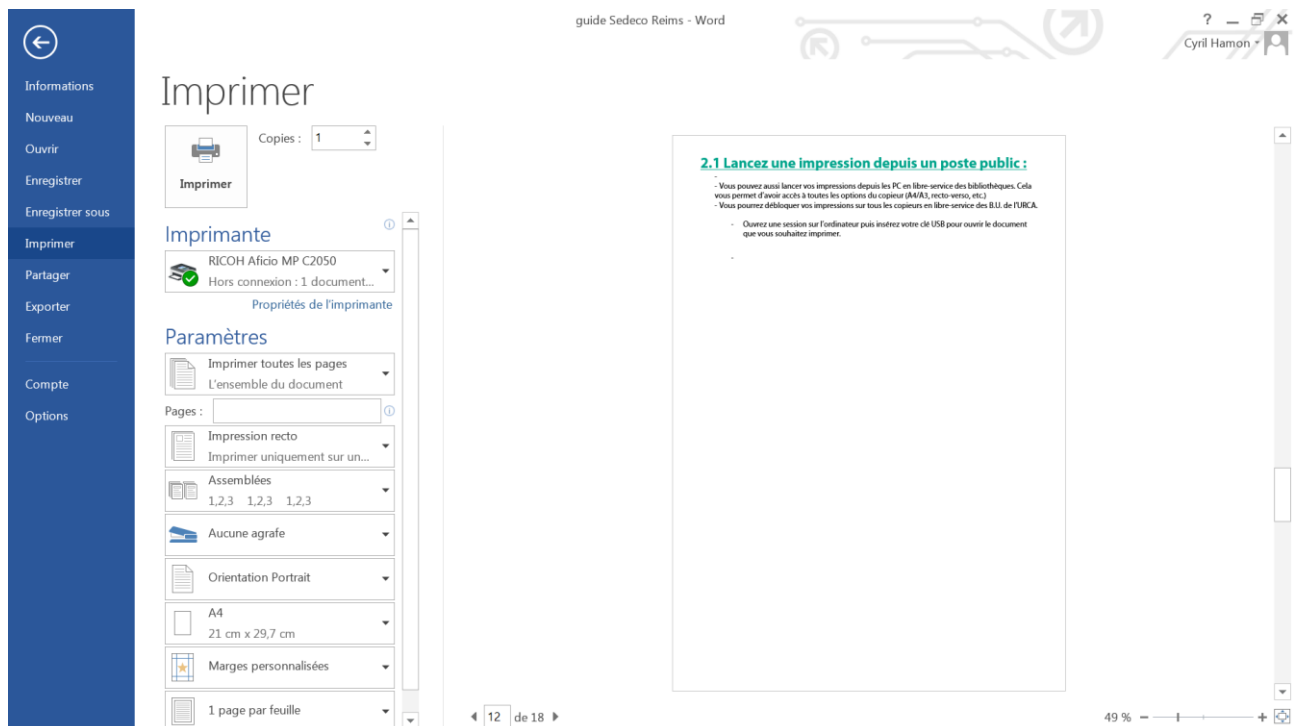 guide Sedeco Reims - Word
?
Cyril Hamon
Informations
Nouveau
Ouvrir
Enregistrer
Enregistrer sous
Imprimer
Partager
Exporter
Fermer
Compte
Options
Imprimer
Imprimer
Copies : 1
Imprimante
RICOH Aficio MP C2050
Hors connexion : 1 document...
Propriétés de l'imprimante
Paramètres
Imprimer toutes les pages
L'ensemble du document
Pages :
Impression recto
Imprimer uniquement sur un...
Assemblées
1,2,3 1,2,3 1,2,3
Aucune agrafe
Orientation Portrait
A4
21 cm x 29,7 cm
Marges personnalisées
1 page par feuille
2.1 Lancez une impression depuis un poste public :
-
- Vous pouvez aussi lancer vos impressions depuis les PC en libre-service des bibliothèques. Cela
vous permet d'avoir accès à toutes les options du copieur (A4/A3, recto-verso, etc.)
- Vous pourrez débloquer vos impressions sur tous les copieurs en libre-service des B.U. de l'URCA.
- Ouvrez une session sur l'ordinateur puis insérez votre clé USB pour ouvrir le document
que vous souhaitez imprimer.
-
12 de 18
49 %